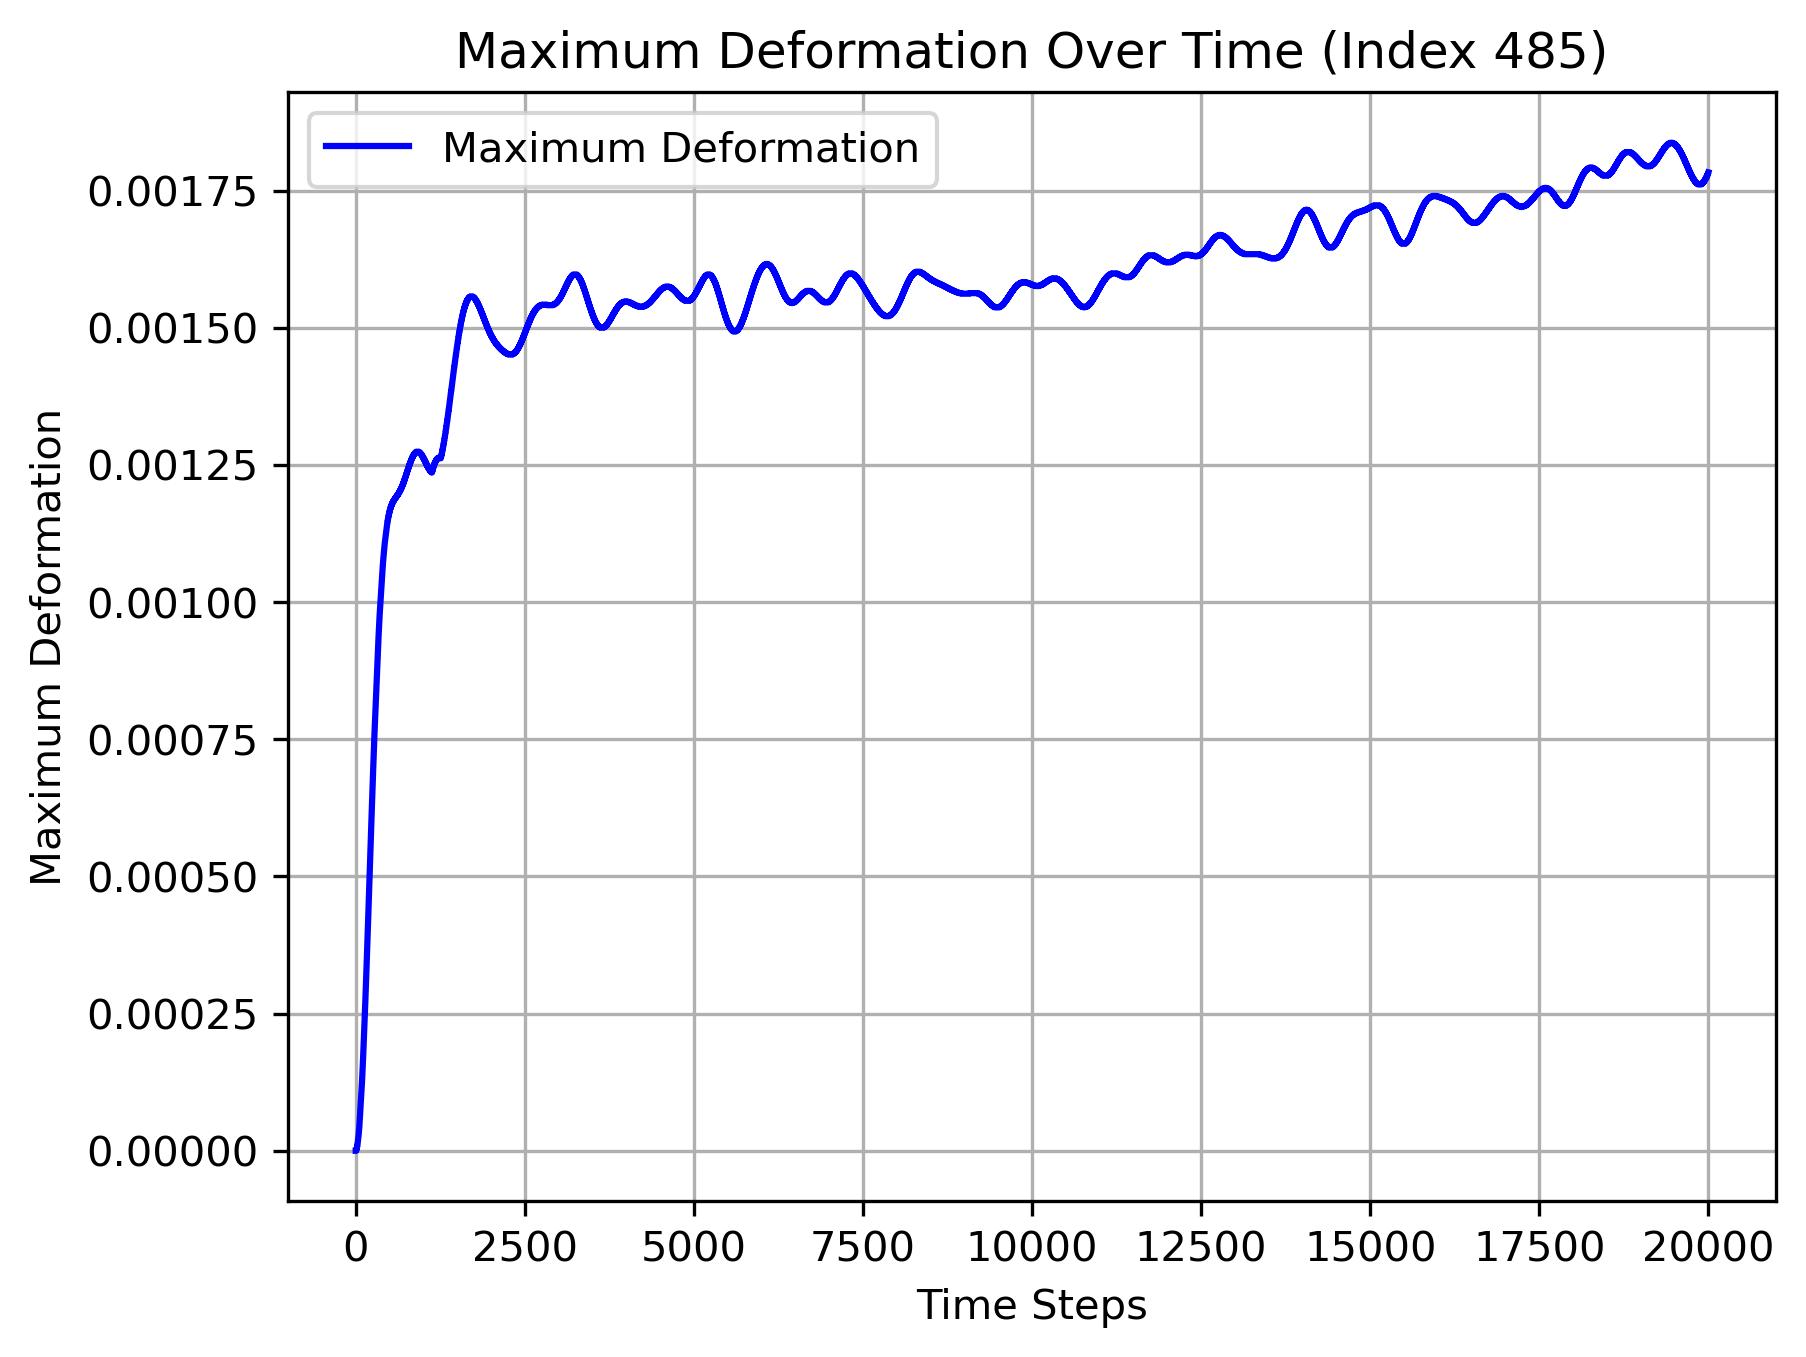 Maximum Deformation Over Time (Index 485)
Maximum Deformation
0.00175
0.00150
0.00125
0.00100
0.00075
0.00050
0.00025
0.00000
Maximum Deformation
0 2500 5000 7500 10000 12500 15000 17500 20000
Time Steps